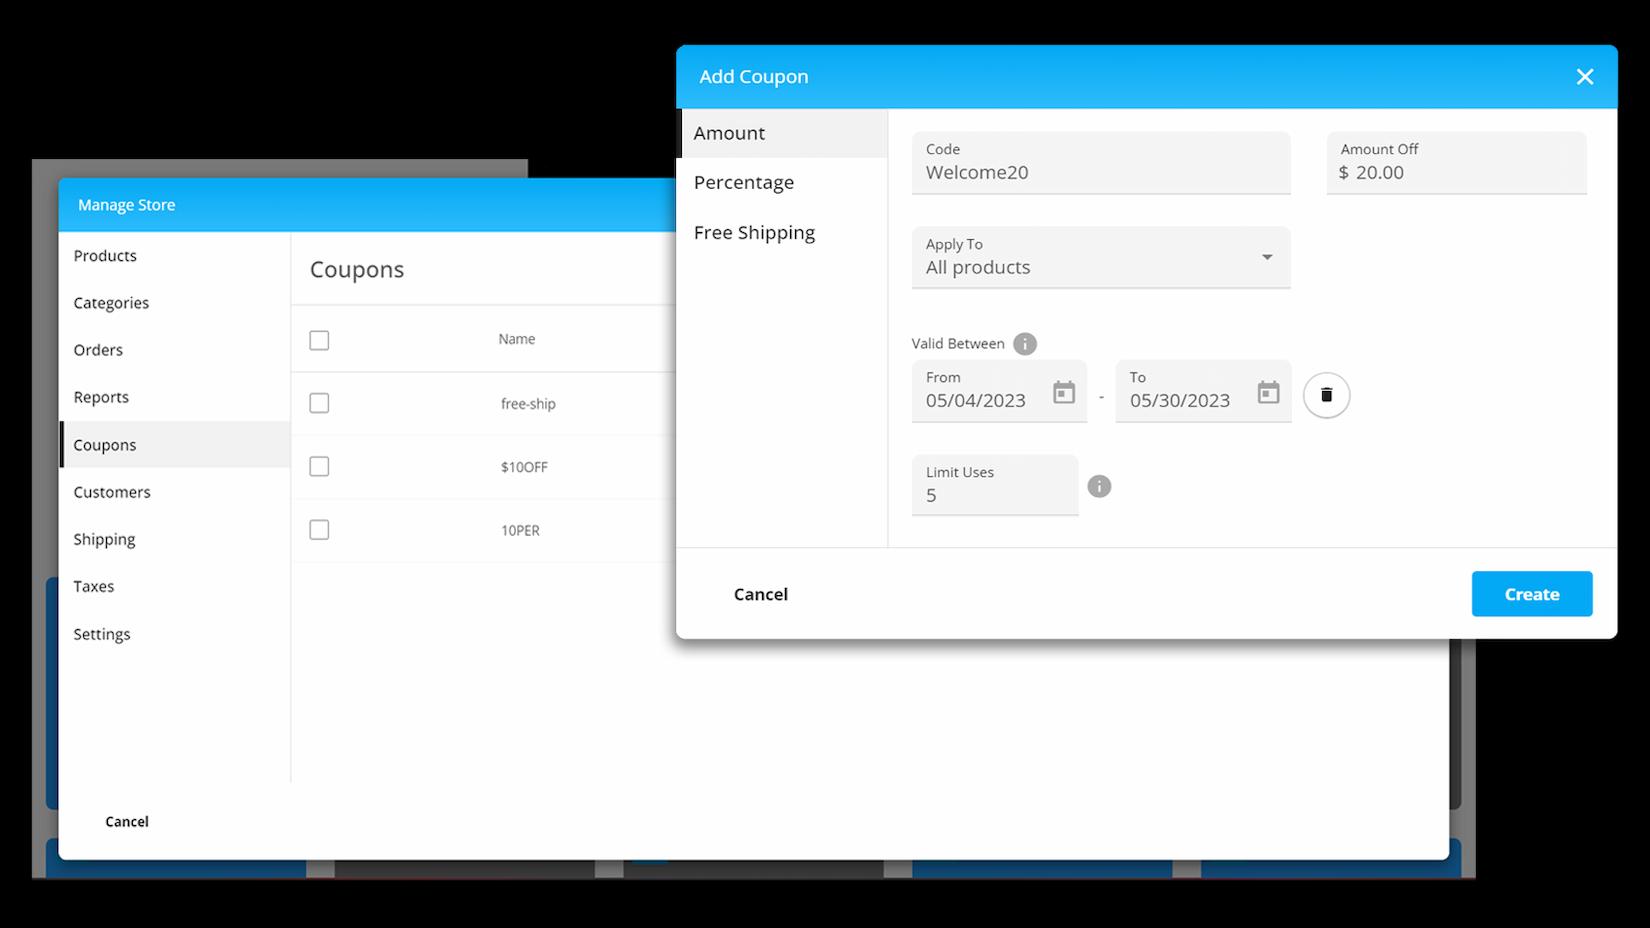 Add Coupon
Amount
Percentage
Free Shipping
Code
Welcome20
Amount Off
$ 20.00
Apply To
All products
Valid Between
From
05/04/2023
-
To
05/30/2023
Limit Uses
5
Cancel
Create
Manage Store
Products
Categories
Orders
Reports
Coupons
Customers
Shipping
Taxes
Settings
Coupons
Name
free-ship
$10OFF
10PER
Cancel